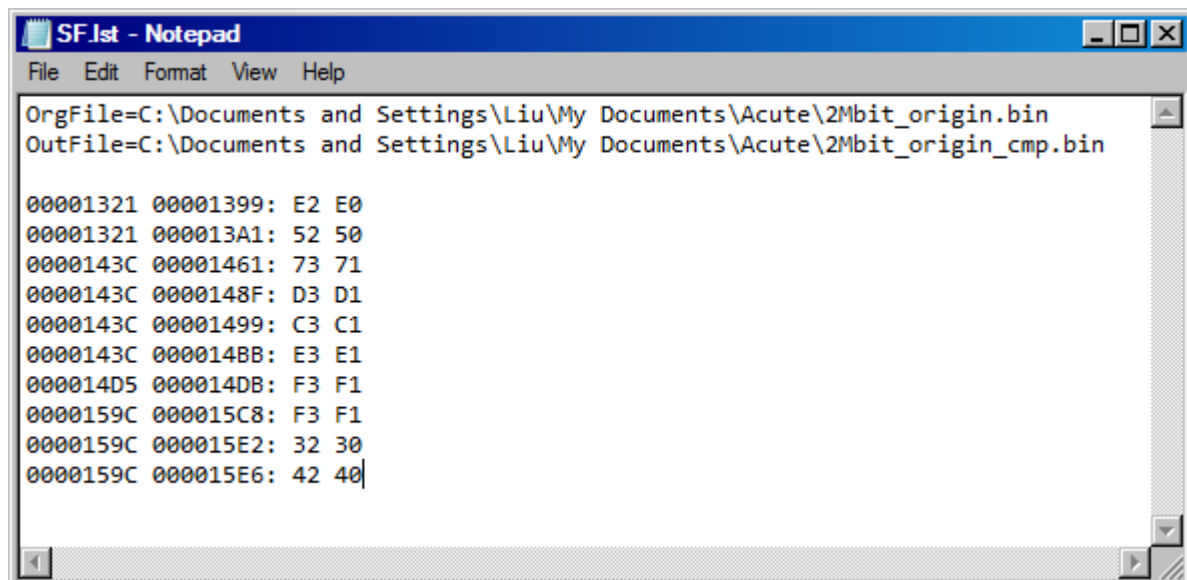 SF.lst - Notepad
File Edit Format View Help
OrgFile=C:\Documents and Settings\Liu\My Documents\Acute\2Mbit_origin.bin
OutFile=C:\Documents and Settings\Liu\My Documents\Acute\2Mbit_origin_cmp.bin
00001321 00001399: E2 E0
00001321 000013A1: 52 50
0000143C 00001461: 73 71
0000143C 0000148F: D3 D1
0000143C 00001499: C3 C1
0000143C 000014BB: E3 E1
000014D5 000014DB: F3 F1
0000159C 000015C8: F3 F1
0000159C 000015E2: 32 30
0000159C 000015E6: 42 40